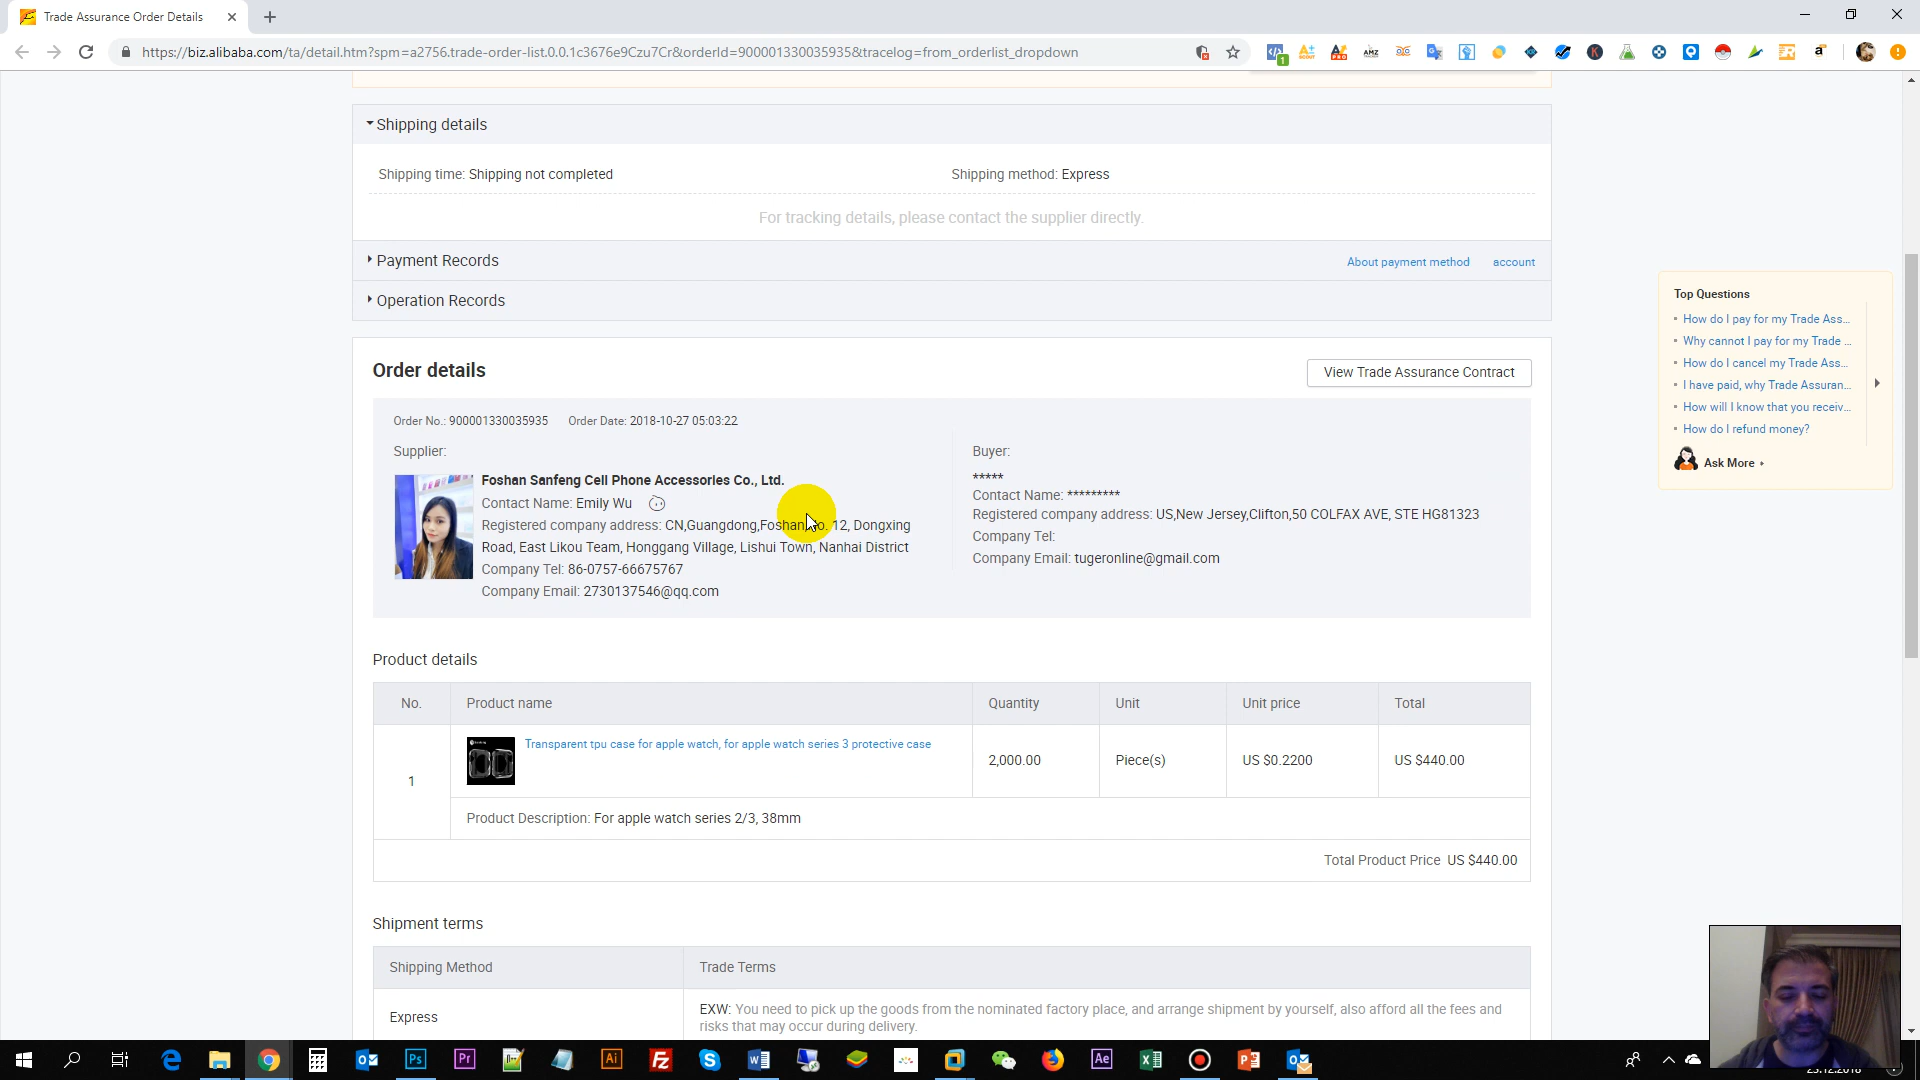 Trade Assurance Order Details
https://biz.alibaba.com/ta/detail.htm?spm=a2756.trade-order-list.0.0.1c3676e9Czu7Cr&orderId=900001330035935&tracelog=from_orderlist_dropdown
Shipping details
Shipping time: Shipping not completed
Shipping method: Express
For tracking details, please contact the supplier directly.
Payment Records
About payment method
account
Operation Records
Order details
View Trade Assurance Contract
Order No.: 900001330035935
Order Date: 2018-10-27 05:03:22
Supplier:
Foshan Sanfeng Cell Phone Accessories Co., Ltd.
Contact Name: Emily Wu
Registered company address: CN,Guangdong,Foshan, 12, Dongxing
Road, East Likou Team, Honggang Village, Lishui Town, Nanhai District
Company Tel: 86-0757-66675767
Company Email: 2730137546@qq.com
Buyer:
*****
Contact Name: *********
Registered company address: US,New Jersey,Clifton,50 COLFAX AVE, STE HG81323
Company Tel:
Company Email: tugeronline@gmail.com
Product details
No.
Product name
Quantity
Unit
Unit price
Total
1
Transparent tpu case for apple watch, for apple watch series 3 protective case
2,000.00
Piece(s)
US $0.2200
US $440.00
Product Description: For apple watch series 2/3, 38mm
Total Product Price US $440.00
Shipment terms
Shipping Method
Trade Terms
Express
EXW: You need to pick up the goods from the nominated factory place, and arrange shipment by yourself, also afford all the fees and
risks that may occur during delivery.
Top Questions
How do I pay for my Trade Ass...
Why cannot I pay for my Trade ...
How do I cancel my Trade Ass...
I have paid, why Trade Assuran...
How will I know that you receiv...
How do I refund money?
Ask More